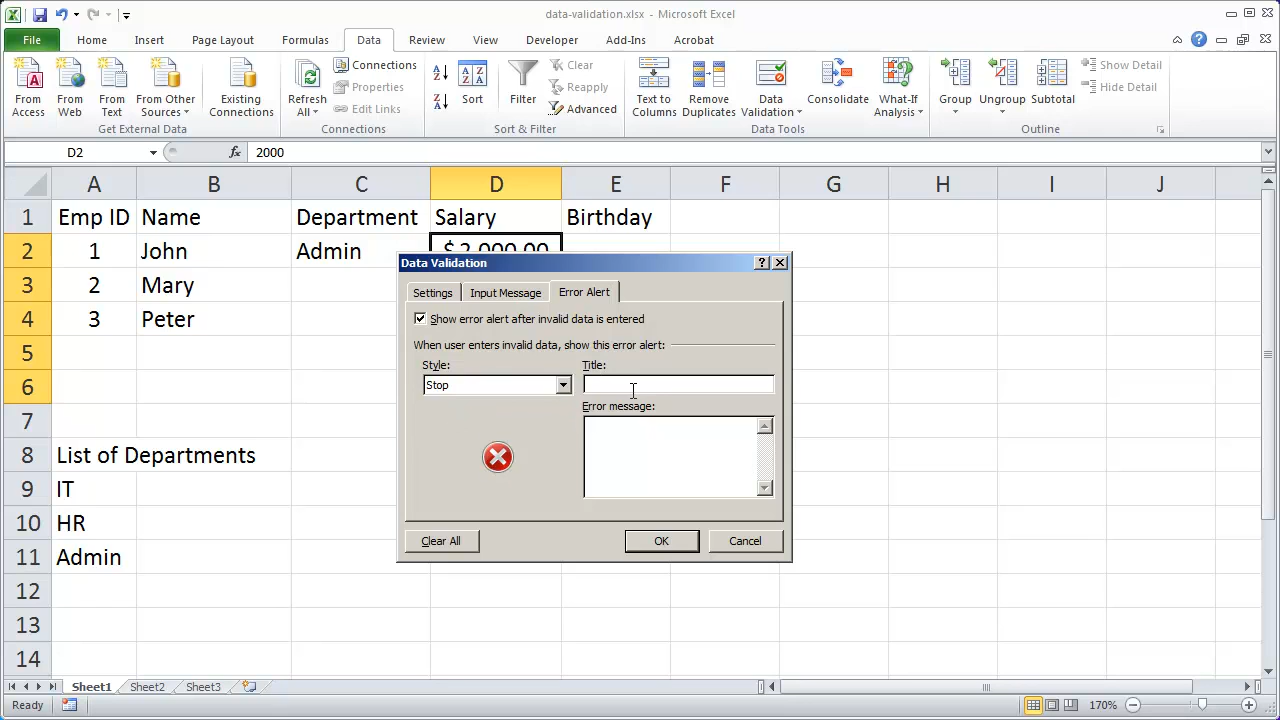 data-validation.xlsx - Microsoft Excel
File Home Insert Page Layout Formulas Data Review View Developer Add-Ins Acrobat
From Access
From Web
From Text
From Other Sources
Existing Connections
Get External Data
Refresh All
Connections
Properties
Edit Links
Connections
Sort
Filter
Clear
Reapply
Advanced
Sort & Filter
Text to Columns
Remove Duplicates
Data Validation
Consolidate
What-If Analysis
Data Tools
Group
Ungroup
Subtotal
Show Detail
Hide Detail
Outline
D2 fx 2000
A B C D E F G H I J
1 Emp ID Name Department Salary Birthday
2 1 John Admin $ 2,000.00
3 2 Mary
4 3 Peter
5
6
7
8 List of Departments
9 IT
10 HR
11 Admin
12
13
14
Data Validation
Settings Input Message Error Alert
Show error alert after invalid data is entered
When user enters invalid data, show this error alert:
Style: Title:
Stop
Error message:
Clear All OK Cancel
Sheet1 Sheet2 Sheet3
Ready 170%